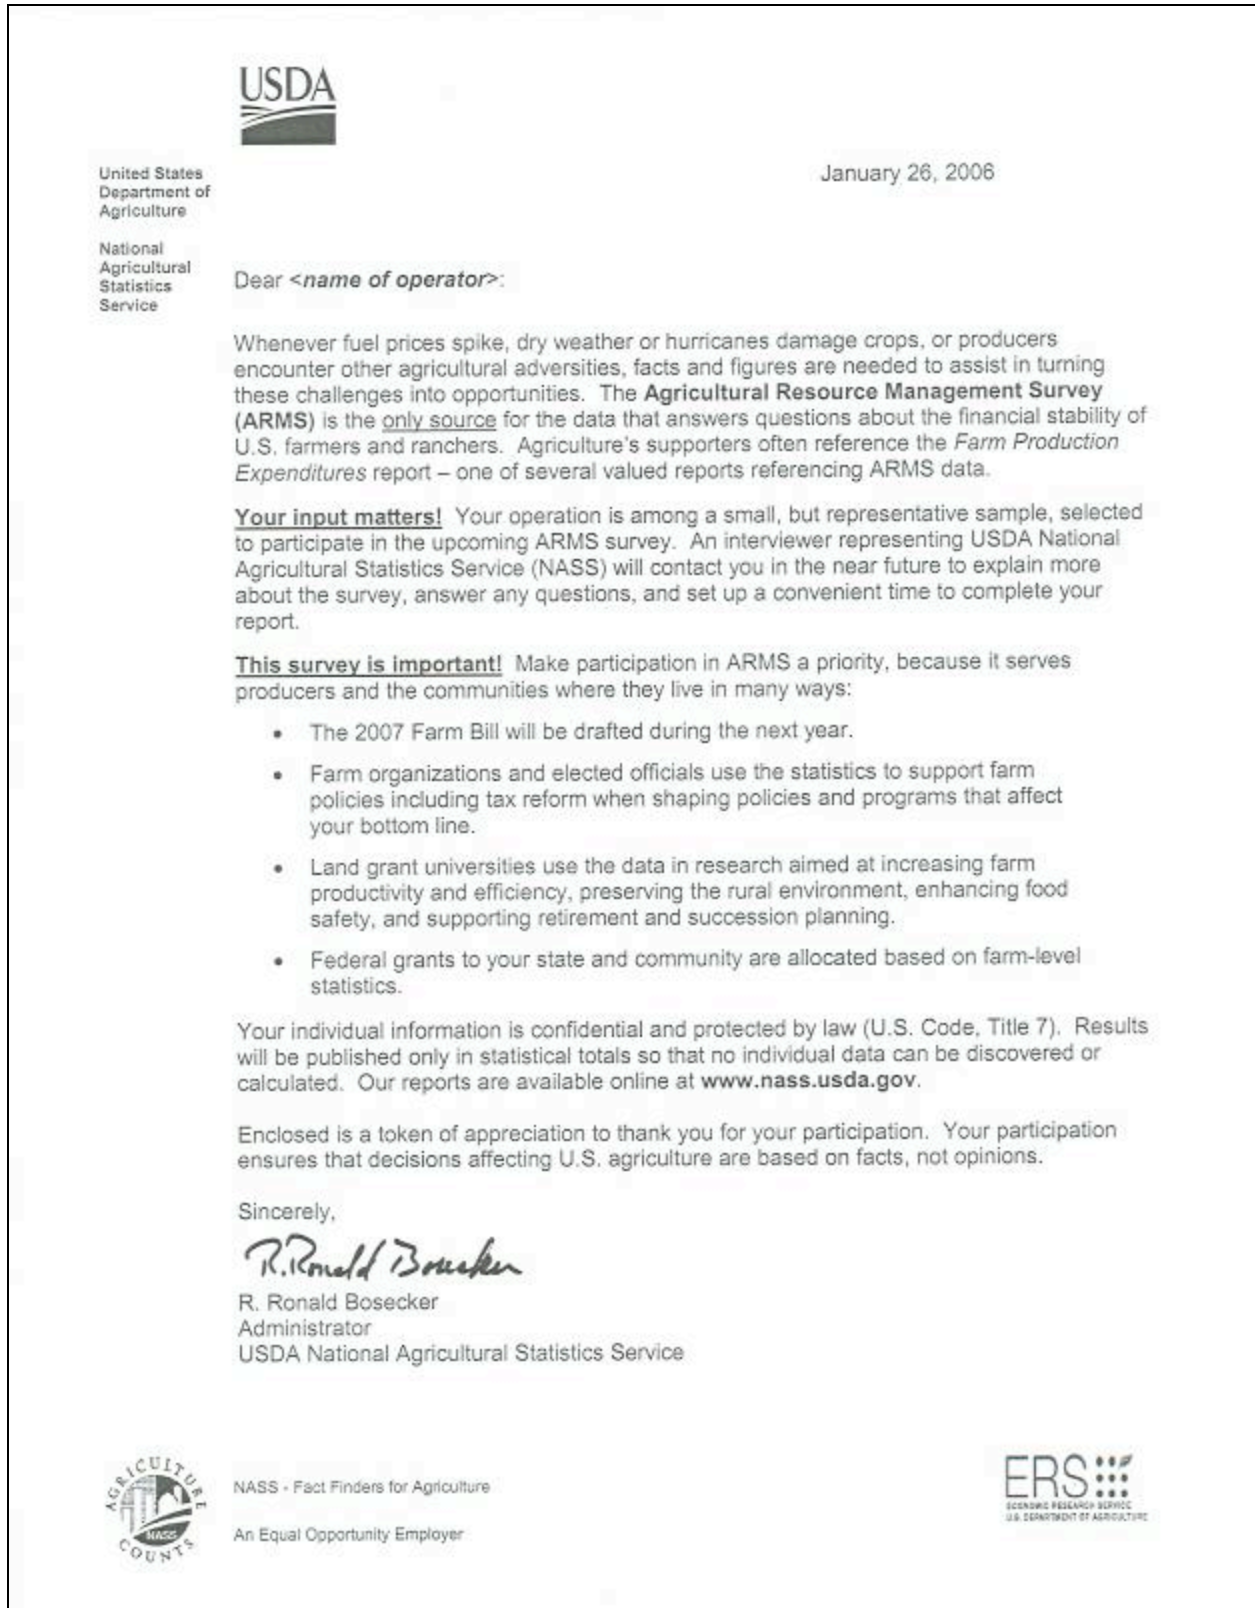 USDA
United States
Department of
Agriculture
National
Agricultural
Statistics
Service
January 26, 2006
Dear <name of operator>:
Whenever fuel prices spike, dry weather or hurricanes damage crops, or producers
encounter other agricultural adversities, facts and figures are needed to assist in turning
these challenges into opportunities. The Agricultural Resource Management Survey
(ARMS) is the only source for the data that answers questions about the financial stability of
U.S. farmers and ranchers. Agriculture's supporters often reference the Farm Production
Expenditures report – one of several valued reports referencing ARMS data.
Your input matters! Your operation is among a small, but representative sample, selected
to participate in the upcoming ARMS survey. An interviewer representing USDA National
Agricultural Statistics Service (NASS) will contact you in the near future to explain more
about the survey, answer any questions, and set up a convenient time to complete your
report.
This survey is important! Make participation in ARMS a priority, because it serves
producers and the communities where they live in many ways:
• The 2007 Farm Bill will be drafted during the next year.
• Farm organizations and elected officials use the statistics to support farm
policies including tax reform when shaping policies and programs that affect
your bottom line.
• Land grant universities use the data in research aimed at increasing farm
productivity and efficiency, preserving the rural environment, enhancing food
safety, and supporting retirement and succession planning.
• Federal grants to your state and community are allocated based on farm-level
statistics.
Your individual information is confidential and protected by law (U.S. Code, Title 7). Results
will be published only in statistical totals so that no individual data can be discovered or
calculated. Our reports are available online at www.nass.usda.gov.
Enclosed is a token of appreciation to thank you for your participation. Your participation
ensures that decisions affecting U.S. agriculture are based on facts, not opinions.
Sincerely,
R. Ronald Bosecker
R. Ronald Bosecker
Administrator
USDA National Agricultural Statistics Service
AGRICULTURE
NASS
COUNTS
NASS - Fact Finders for Agriculture
An Equal Opportunity Employer
ERS
ECONOMIC RESEARCH SERVICE
U.S. DEPARTMENT OF AGRICULTURE